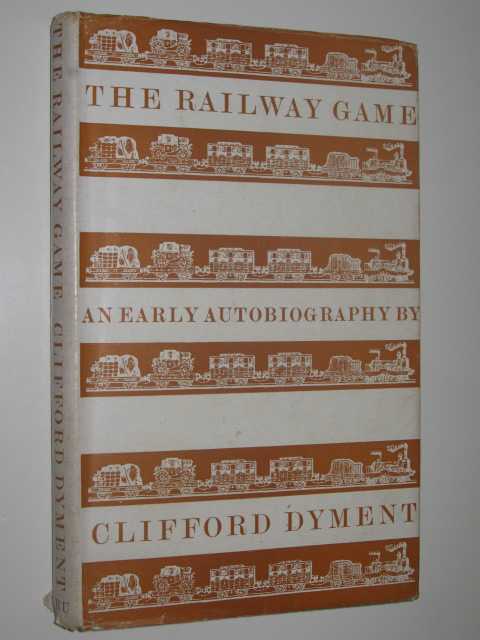 THE RAILWAY GAME
AN EARLY AUTOBIOGRAPHY BY
CLIFFORD DYMENT
THE RAILWAY GAME CLIFFORD DYMENT